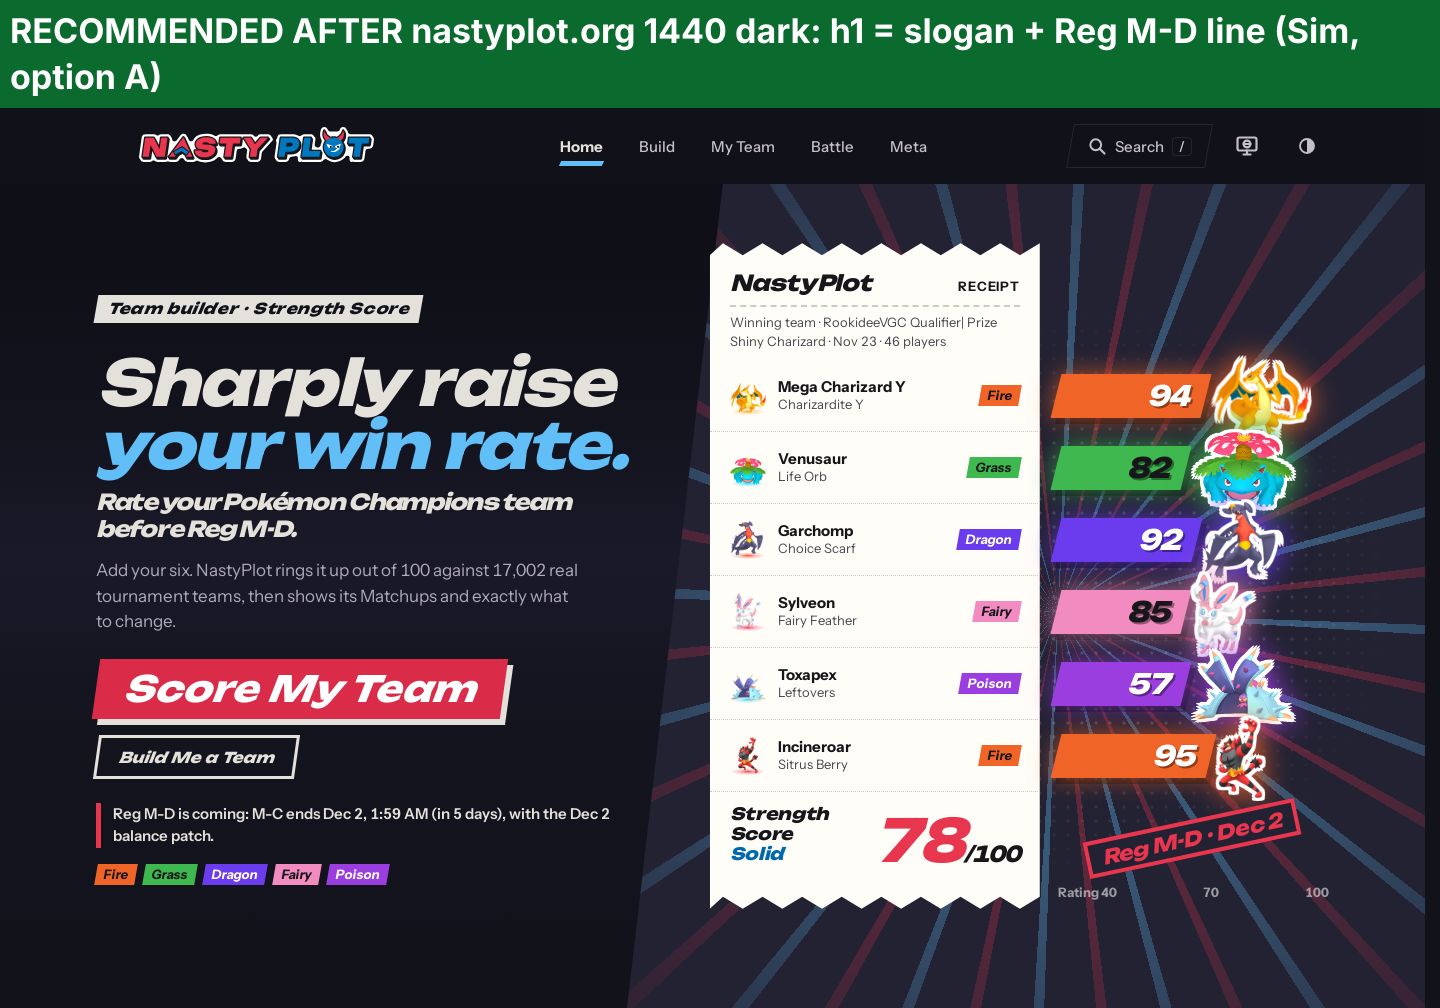 RECOMMENDED AFTER nastyplot.org 1440 dark: h1 = slogan + Reg M-D line (Sim,
option A)
NASTY PLOT
Home
Build
My Team
Battle
Meta
Search /
Team builder · Strength Score
Sharply raise
your win rate.
Rate your Pokémon Champions team
before Reg M-D.
Add your six. NastyPlot rings it up out of 100 against 17,002 real
tournament teams, then shows its Matchups and exactly what
to change.
Score My Team
Build Me a Team
Reg M-D is coming: M-C ends Dec 2, 1:59 AM (in 5 days), with the Dec 2
balance patch.
Fire
Grass
Dragon
Fairy
Poison
NastyPlot
RECEIPT
Winning team · RookideeVGC Qualifier| Prize
Shiny Charizard · Nov 23 · 46 players
Mega Charizard Y
Charizardite Y
Fire
94
Venusaur
Life Orb
Grass
82
Garchomp
Choice Scarf
Dragon
92
Sylveon
Fairy Feather
Fairy
85
Toxapex
Leftovers
Poison
57
Incineroar
Sitrus Berry
Fire
95
Strength
Score
Solid
78/100
Reg M-D · Dec 2
Rating 40
70
100